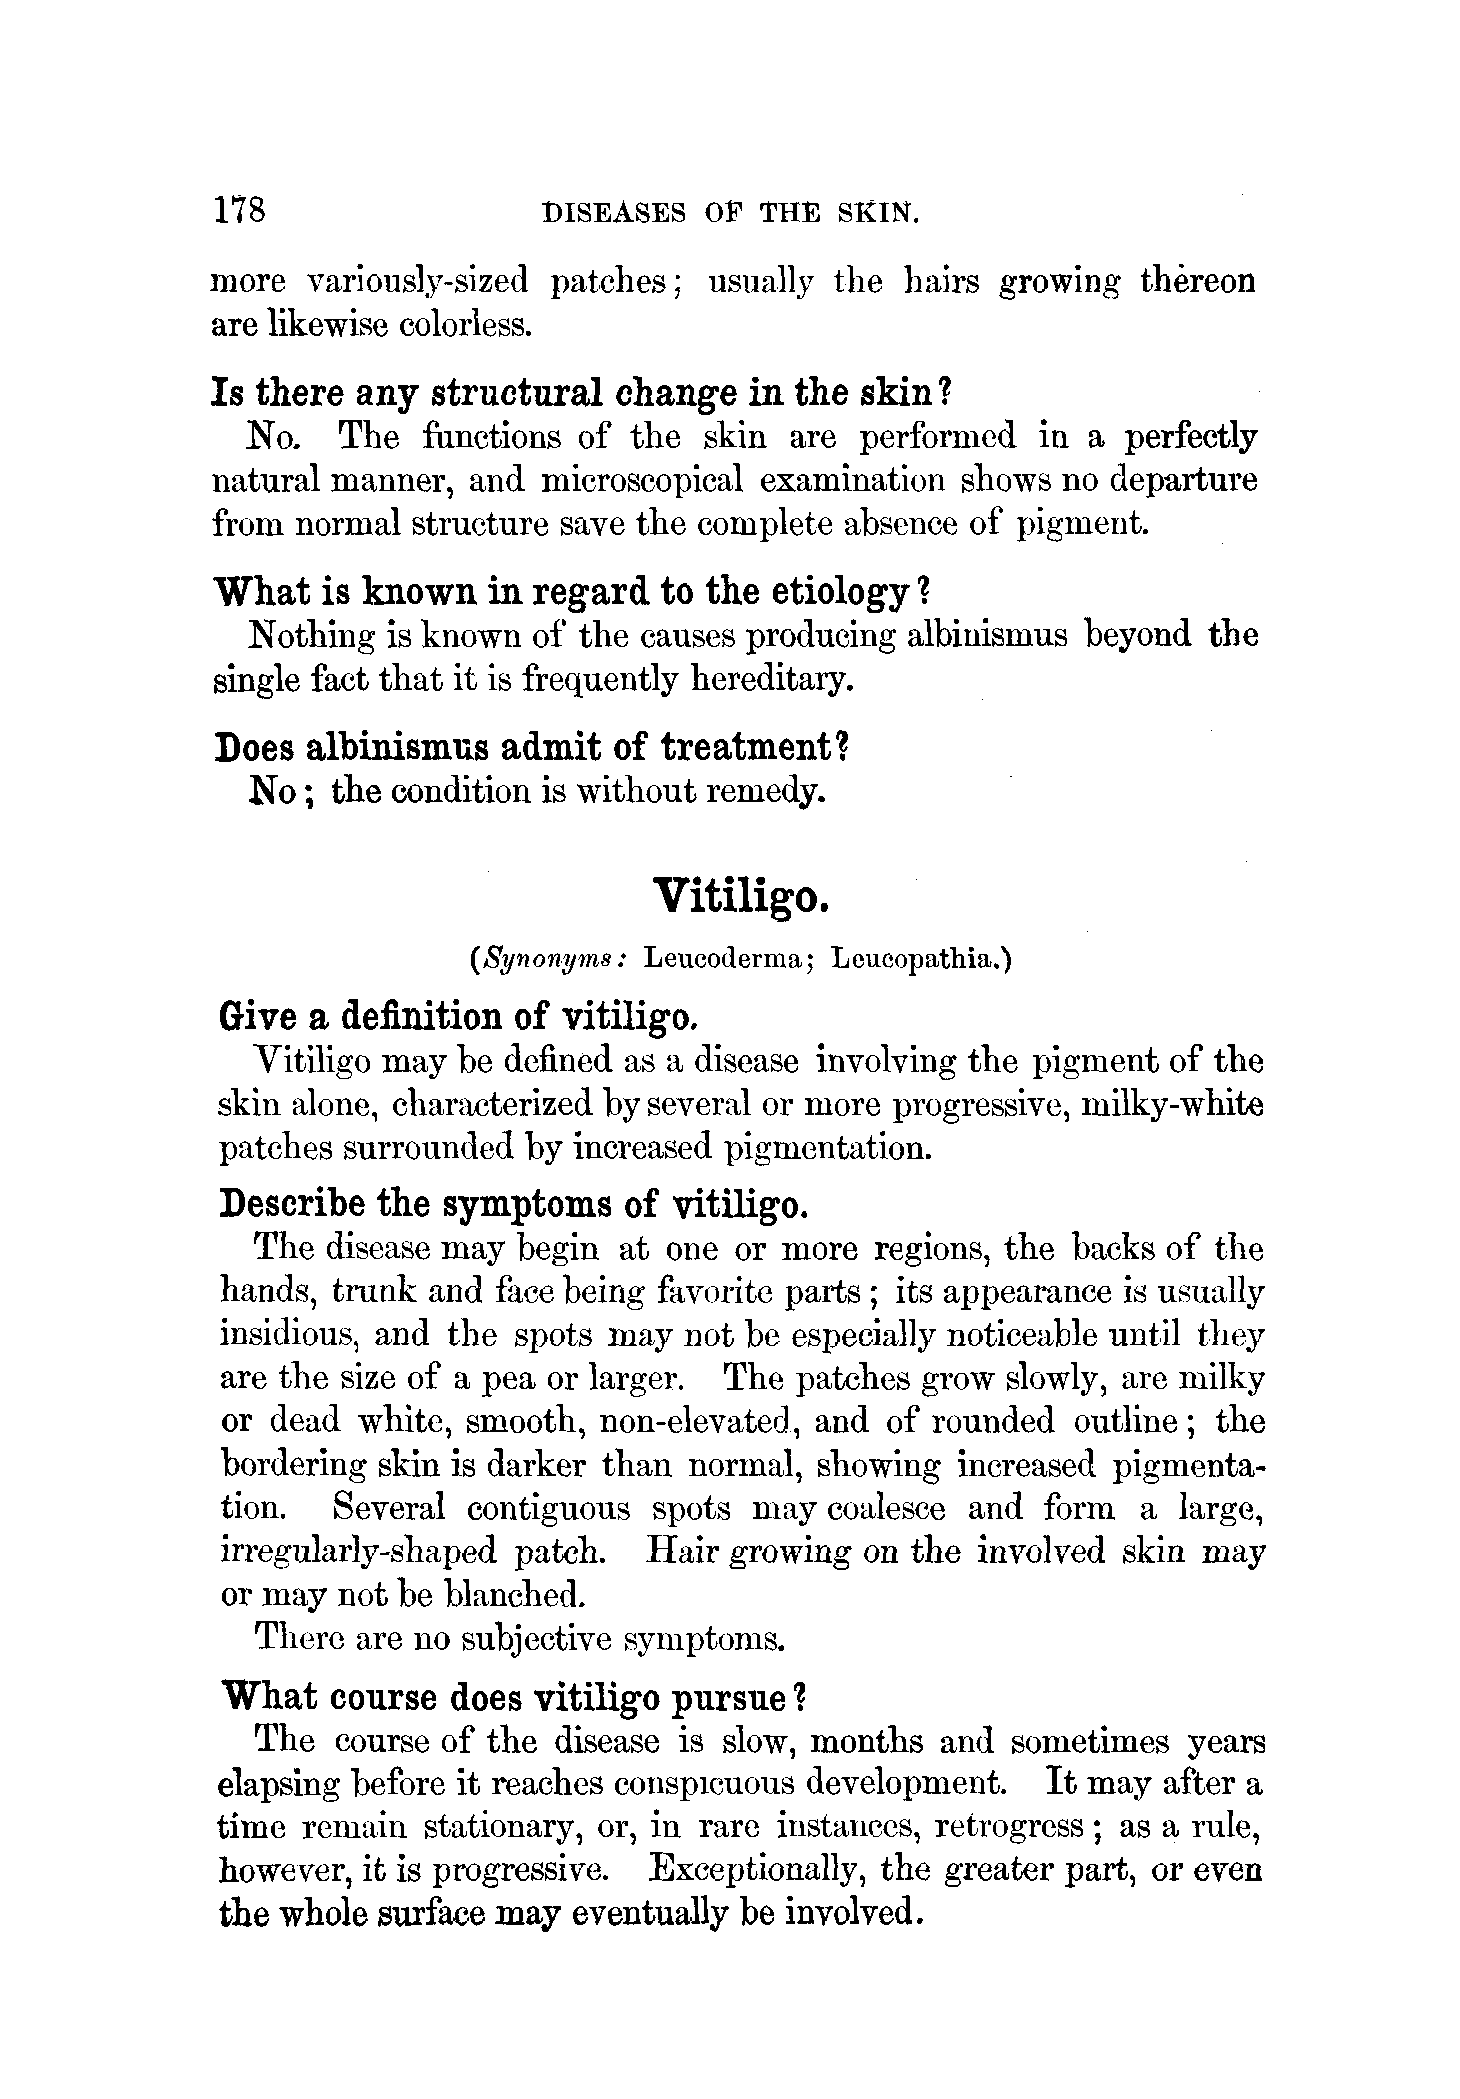 178 DISEASES OF THE SKIN.
more variously-sized patches; usually the hairs growing thereon
are likewise colorless.
Is there any structural change in the skin?
No. The functions of the skin are performed in a perfectly
natural manner, and microscopical examination shows no departure
from normal structure save the complete absence of pigment.
What is known in regard to the etiology?
Nothing is known of the causes producing albinismus beyond the
single fact that it is frequently hereditary.
Does albinismus admit of treatment?
No; the condition is without remedy.
Vitiligo.
(Synonyms: Leucoderma; Leucopathia.)
Give a definition of vitiligo.
Vitiligo may be defined as a disease involving the pigment of the
skin alone, characterized by several or more progressive, milky-white
patches surrounded by increased pigmentation.
Describe the symptoms of vitiligo.
The disease may begin at one or more regions, the backs of the
hands, trunk and face being favorite parts; its appearance is usually
insidious, and the spots may not be especially noticeable until they
are the size of a pea or larger. The patches grow slowly, are milky
or dead white, smooth, non-elevated, and of rounded outline; the
bordering skin is darker than normal, showing increased pigmenta-
tion. Several contiguous spots may coalesce and form a large,
irregularly-shaped patch. Hair growing on the involved skin may
or may not be blanched.
There are no subjective symptoms.
What course does vitiligo pursue?
The course of the disease is slow, months and sometimes years
elapsing before it reaches conspicuous development. It may after a
time remain stationary, or, in rare instances, retrogress; as a rule,
however, it is progressive. Exceptionally, the greater part, or even
the whole surface may eventually be involved.